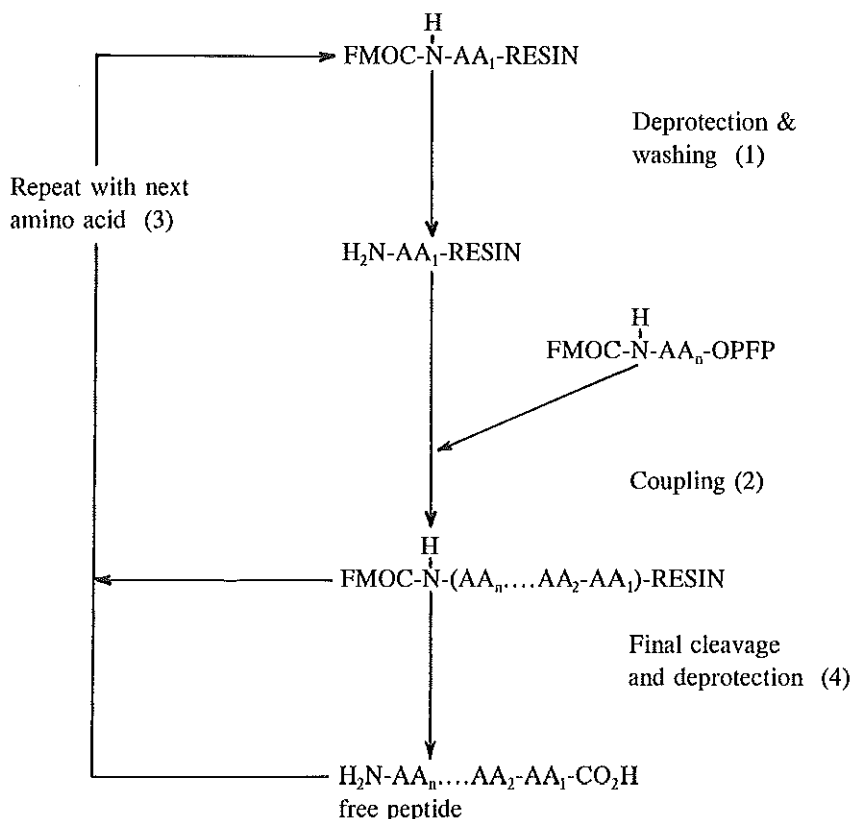 H
FMOC-N-AA₁-RESIN
Deprotection &
washing (1)
Repeat with next
amino acid (3)
H₂N-AA₁-RESIN
H
FMOC-N-AAₙ-OPFP
Coupling (2)
H
FMOC-N-(AAₙ....AA₂-AA₁)-RESIN
Final cleavage
and deprotection (4)
H₂N-AAₙ....AA₂-AA₁-CO₂H
free peptide